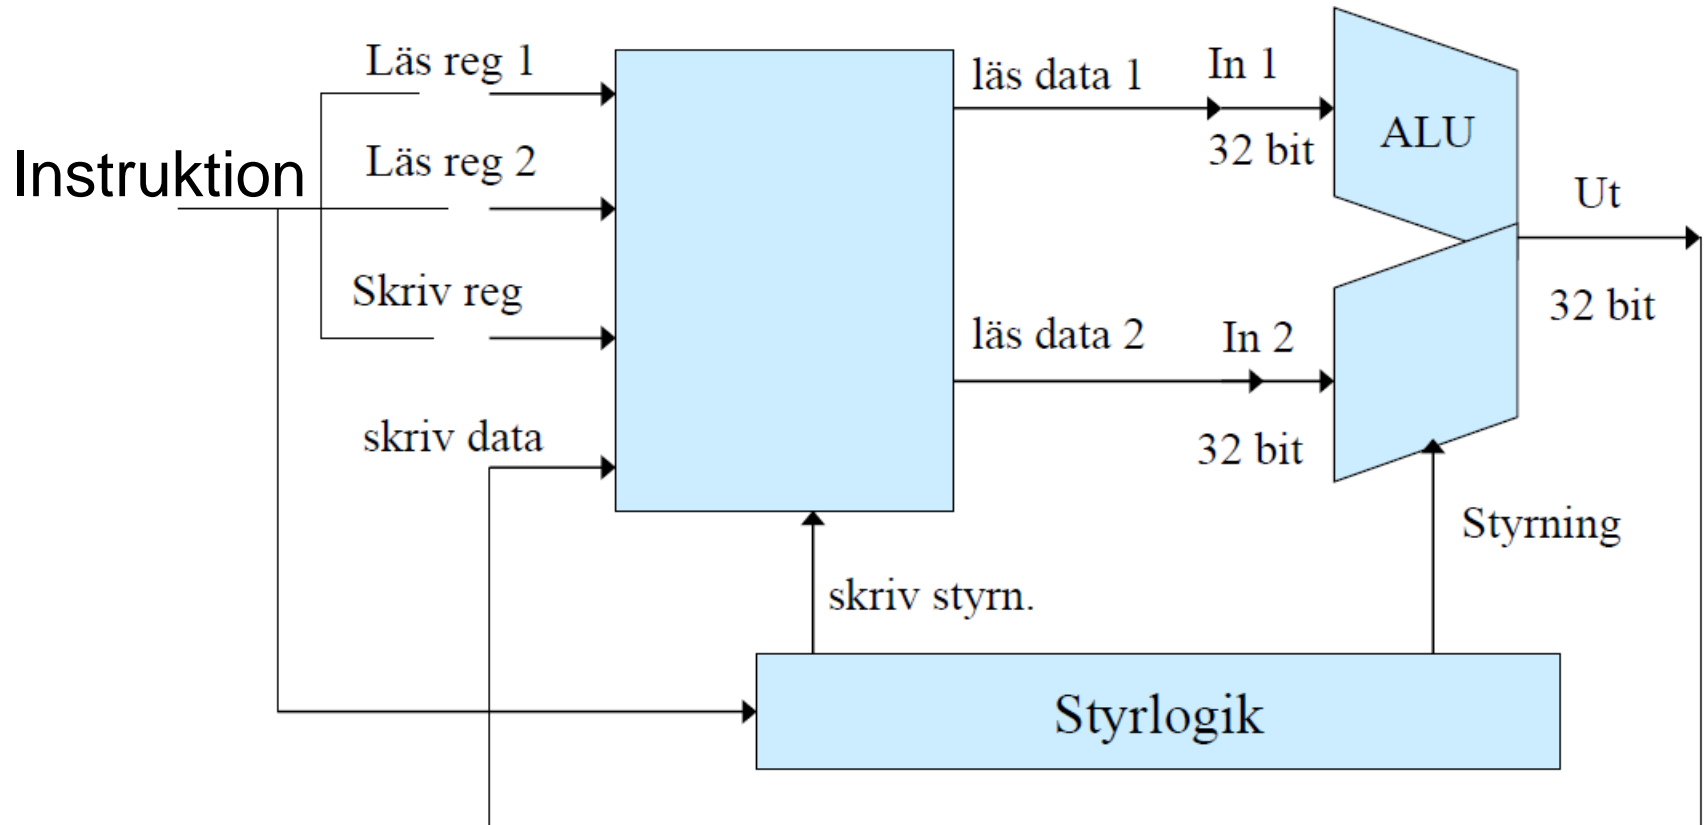 Läs reg 1
Instruktion
Läs reg 2
Skriv reg
skriv data
läs data 1
In 1
32 bit
ALU
Ut
32 bit
läs data 2
In 2
32 bit
Styrning
skriv styrn.
Styrlogik